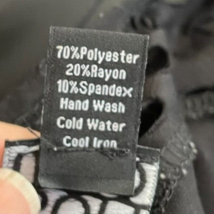 70%Polyester
20%Rayon
10%Spandex
Hand Wash
Cold Water
Cool Iron